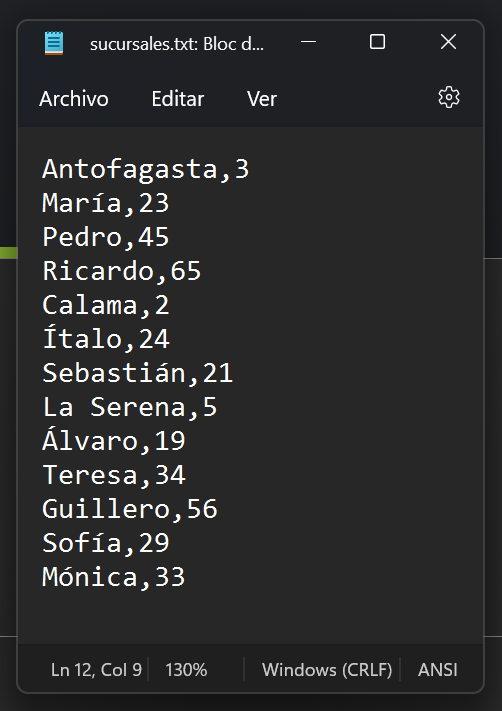 sucursales.txt: Bloc d...
Archivo Editar Ver
Antofagasta,3
María,23
Pedro,45
Ricardo,65
Calama,2
Ítalo,24
Sebastián,21
La Serena,5
Álvaro,19
Teresa,34
Guillero,56
Sofía,29
Mónica,33
Ln 12, Col 9 130% Windows (CRLF) ANSI